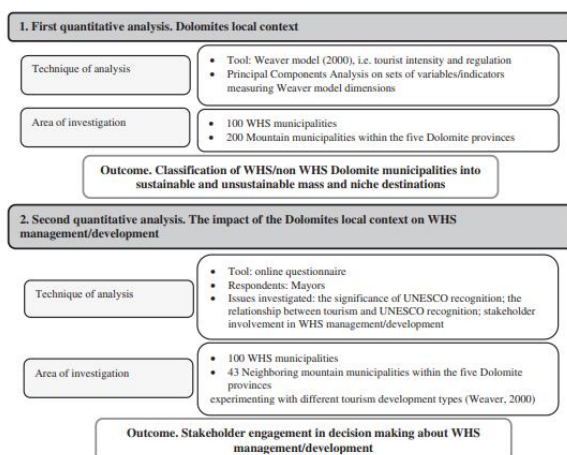 1. First quantitative analysis. Dolomites local context
Technique of analysis
• Tool: Weaver model (2000), i.e. tourist intensity and regulation
• Principal Components Analysis on sets of variables/indicators
measuring Weaver model dimensions
Area of investigation
• 100 WHS municipalities
• 200 Mountain municipalities within the five Dolomite provinces
Outcome. Classification of WHS/non WHS Dolomite municipalities into
sustainable and unsustainable mass and niche destinations
2. Second quantitative analysis. The impact of the Dolomites local context on WHS
management/development
Technique of analysis
• Tool: online questionnaire
• Respondents: Mayors
• Issues investigated: the significance of UNESCO recognition; the
relationship between tourism and UNESCO recognition; stakeholder
involvement in WHS management/development
Area of investigation
• 100 WHS municipalities
• 43 Neighboring mountain municipalities within the five Dolomite
provinces
experimenting with different tourism development types (Weaver, 2000)
Outcome. Stakeholder engagement in decision making about WHS
management/development